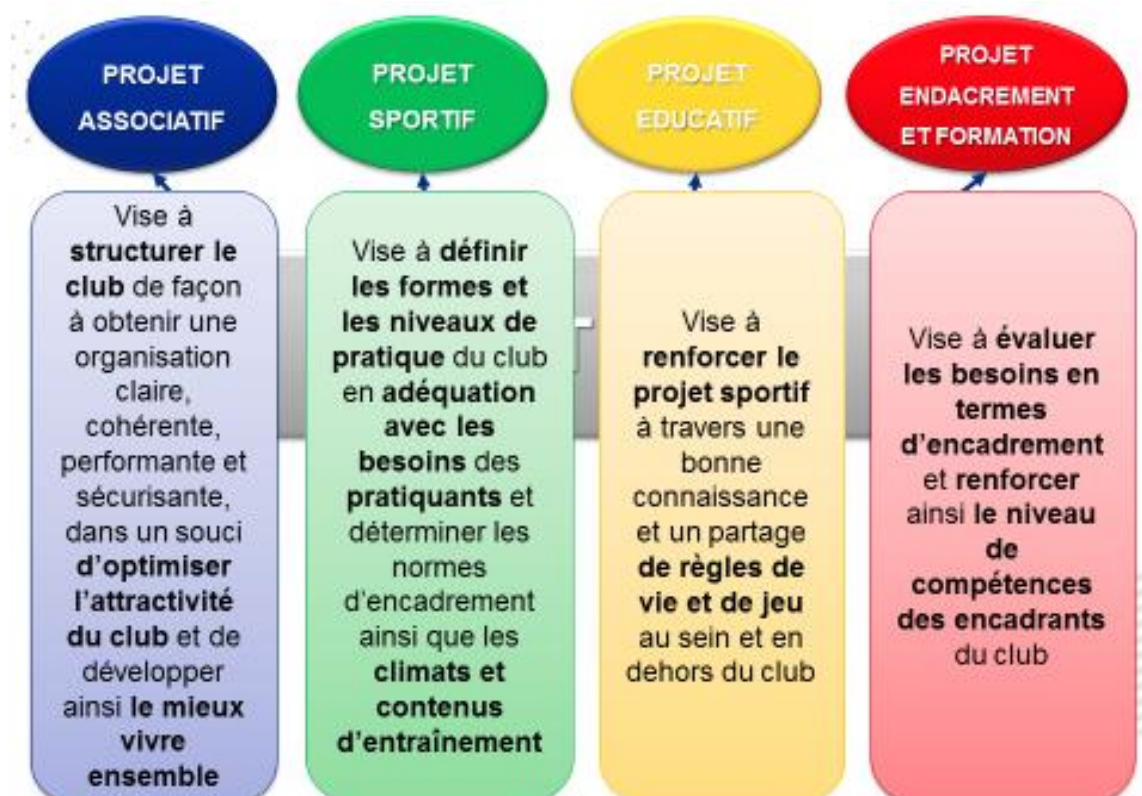 PROJET
ASSOCIATIF
Vise à
structurer le
club de façon
à obtenir une
organisation
claire,
cohérente,
performante et
sécurisante,
dans un souci
d'optimiser
l'attractivité
du club et de
développer
ainsi le mieux
vivre
ensemble
PROJET
SPORTIF
Vise à définir
les formes et
les niveaux de
pratique du club
en adéquation
avec les
besoins des
pratiquants et
déterminer les
normes
d'encadrement
ainsi que les
climats et
contenus
d'entraînement
PROJET
EDUCATIF
Vise à
renforcer le
projet sportif
à travers une
bonne
connaissance
et un partage
de règles de
vie et de jeu
au sein et en
dehors du club
PROJET
ENDACREMENT
ET FORMATION
Vise à évaluer
les besoins en
termes
d'encadrement
et renforcer
ainsi le niveau
de
compétences
des encadrants
du club